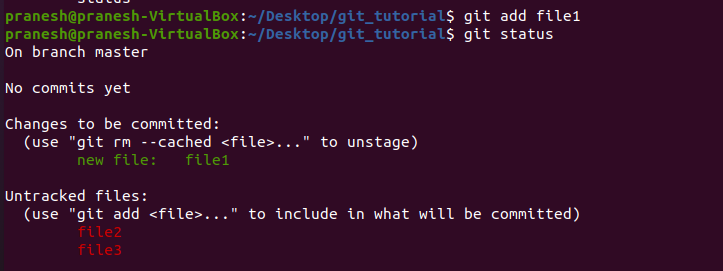 pranesh@pranesh-VirtualBox:~/Desktop/git_tutorial$ git add file1
pranesh@pranesh-VirtualBox:~/Desktop/git_tutorial$ git status
On branch master

No commits yet

Changes to be committed:
  (use "git rm --cached <file>..." to unstage)
        new file:   file1

Untracked files:
  (use "git add <file>..." to include in what will be committed)
        file2
        file3